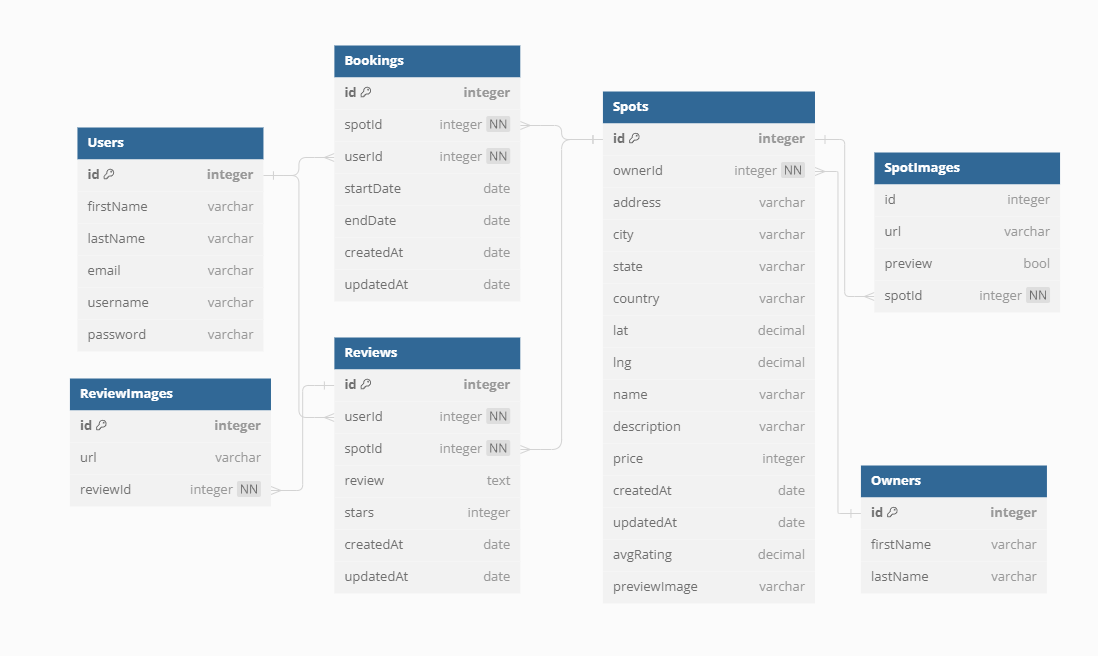 Bookings
id integer
spotId integer NN
userId integer NN
startDate date
endDate date
createdAt date
updatedAt date
Spots
id integer
ownerId integer NN
address varchar
city varchar
state varchar
country varchar
lat decimal
lng decimal
name varchar
description varchar
price integer
createdAt date
updatedAt date
avgRating decimal
previewImage varchar
Users
id integer
firstName varchar
lastName varchar
email varchar
username varchar
password varchar
SpotImages
id integer
url varchar
preview bool
spotId integer NN
Reviews
id integer
userId integer NN
spotId integer NN
review text
stars integer
createdAt date
updatedAt date
ReviewImages
id integer
url varchar
reviewId integer NN
Owners
id integer
firstName varchar
lastName varchar